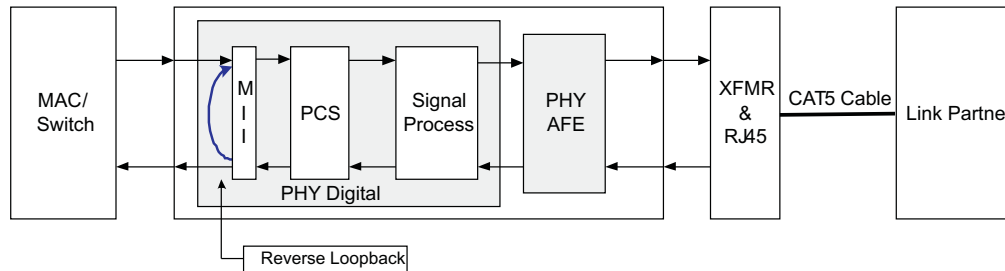 MAC/
Switch
M
I
I
PCS
Signal
Process
PHY
AFE
XFMR
&
RJ45
CAT5 Cable
Link Partne
PHY Digital
Reverse Loopback